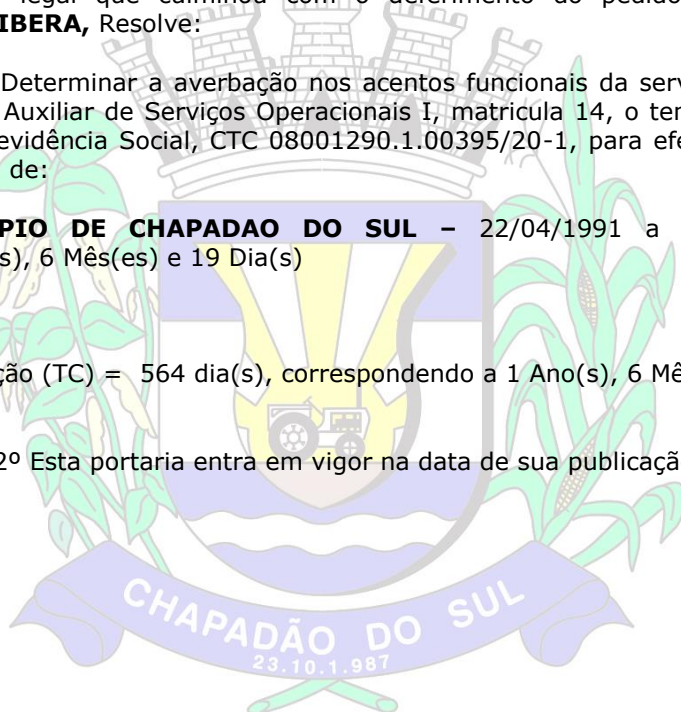 legal que culminou com o deferimento do pedido
IBERA, Resolve:
Determinar a averbação nos acentos funcionais da serv
Auxiliar de Serviços Operacionais I, matricula 14, o ter
evidência Social, CTC 08001290.1.00395/20-1, para efe
de:
PIO DE CHAPADAO DO SUL – 22/04/1991 a
s), 6 Mês(es) e 19 Dia(s)
ção (TC) = 564 dia(s), correspondendo a 1 Ano(s), 6 Mê
2º Esta portaria entra em vigor na data de sua publicaçã
CHAPADÃO DO SUL
23.10.1.987